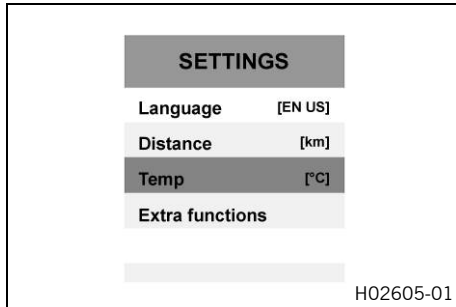 SETTINGS
Language [EN US]
Distance [km]
Temp [°C]
Extra functions
H02605-01